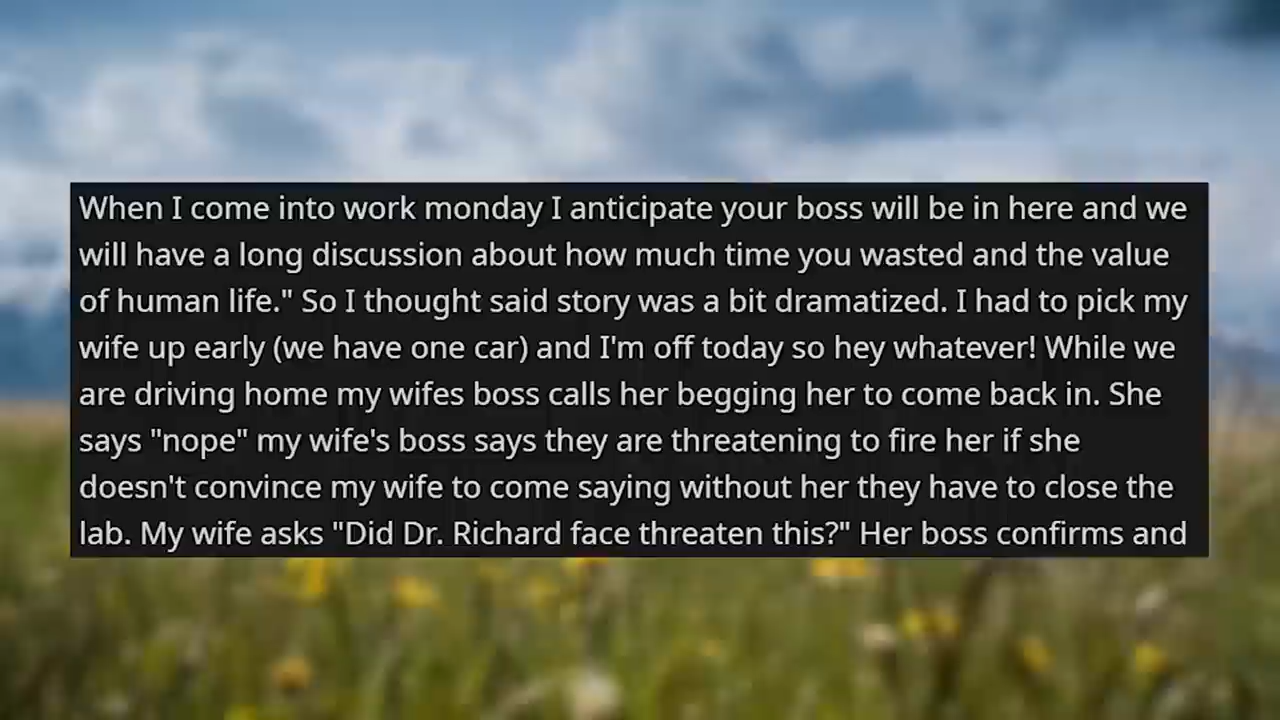 When I come into work monday I anticipate your boss will be in here and we
will have a long discussion about how much time you wasted and the value
of human life." So I thought said story was a bit dramatized. I had to pick my
wife up early (we have one car) and I'm off today so hey whatever! While we
are driving home my wifes boss calls her begging her to come back in. She
says "nope" my wife's boss says they are threatening to fire her if she
doesn't convince my wife to come saying without her they have to close the
lab. My wife asks "Did Dr. Richard face threaten this?" Her boss confirms and